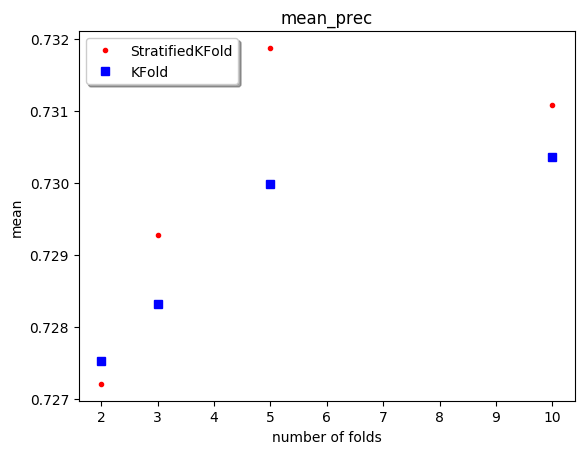 mean_prec
StratifiedKFold
KFold
0.732
0.731
0.730
0.729
0.728
0.727
mean
2 3 4 5 6 7 8 9 10
number of folds